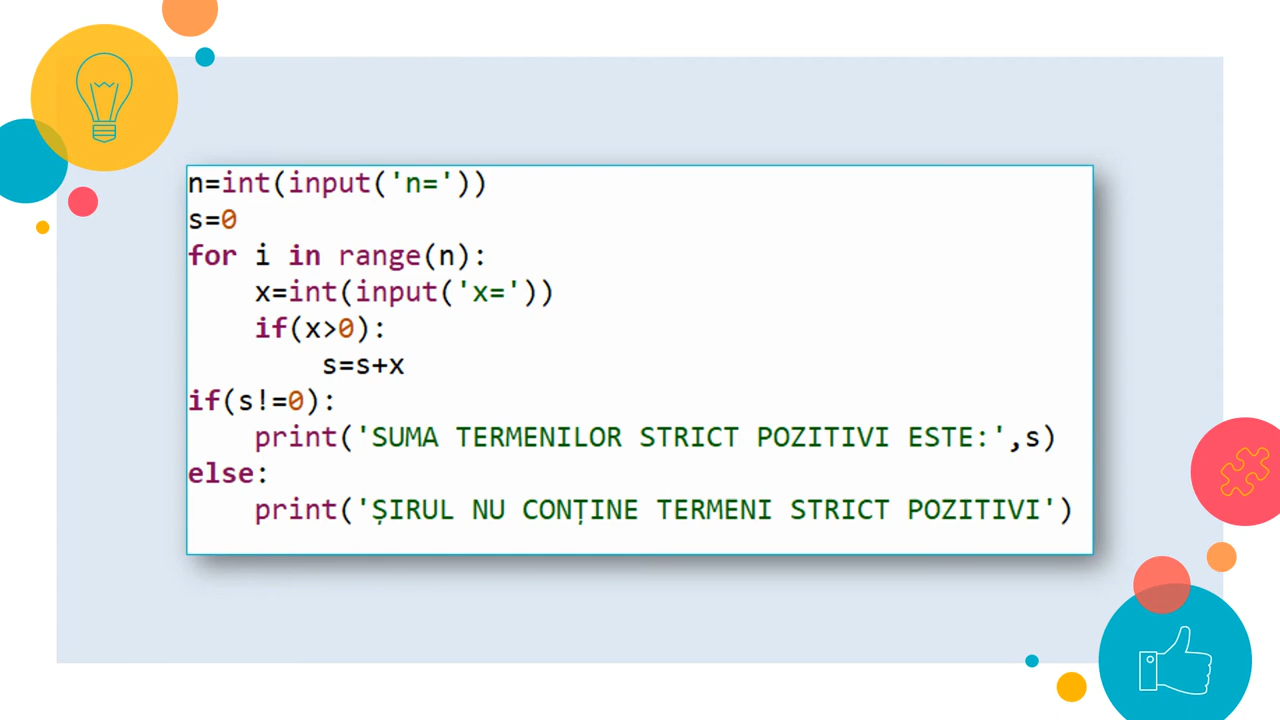 n=int(input('n='))
s=0
for i in range(n):
    x=int(input('x='))
    if(x>0):
        s=s+x
if(s!=0):
    print('SUMA TERMENILOR STRICT POZITIVI ESTE:',s)
else:
    print('ȘIRUL NU CONȚINE TERMENI STRICT POZITIVI')